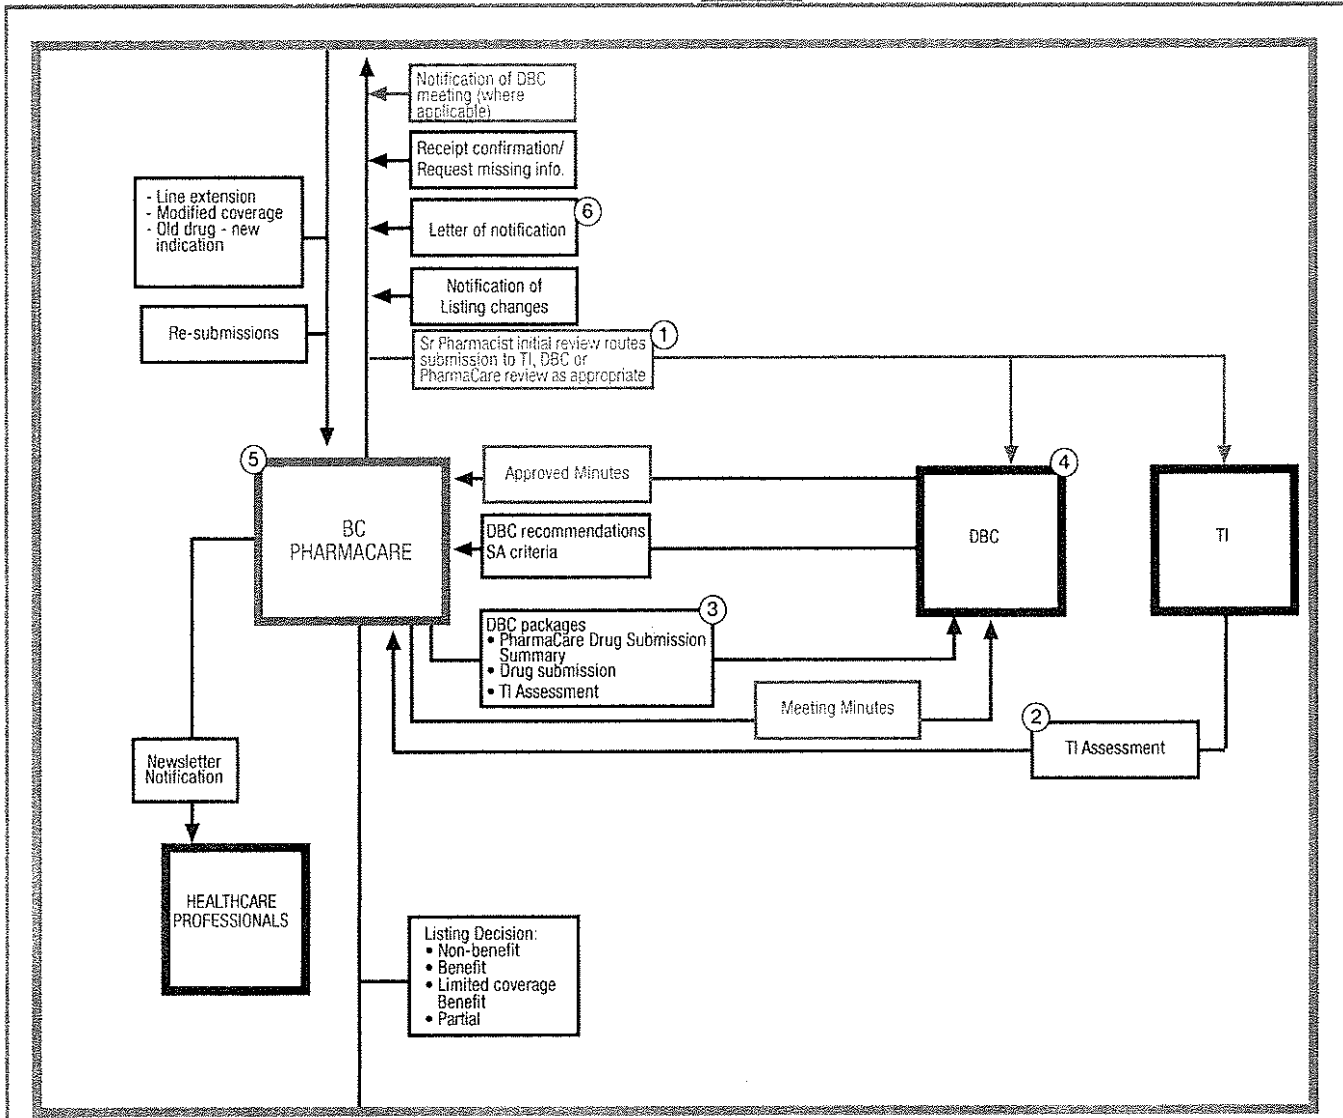 Notification of DBC
meeting (where
applicable)
Receipt confirmation/
Request missing info.
- Line extension
- Modified coverage
- Old drug - new
indication
6
Letter of notification
Notification of
Listing changes
Re-submissions
1
Sr Pharmacist initial review routes
submission to TI, DBC or
PharmaCare review as appropriate
5
BC
PHARMACARE
Approved Minutes
DBC recommendations
SA criteria
4
DBC
TI
3
DBC packages
• PharmaCare Drug Submission
Summary
• Drug submission
• TI Assessment
Meeting Minutes
2
TI Assessment
Newsletter
Notification
HEALTHCARE
PROFESSIONALS
Listing Decision:
• Non-benefit
• Benefit
• Limited coverage
Benefit
• Partial